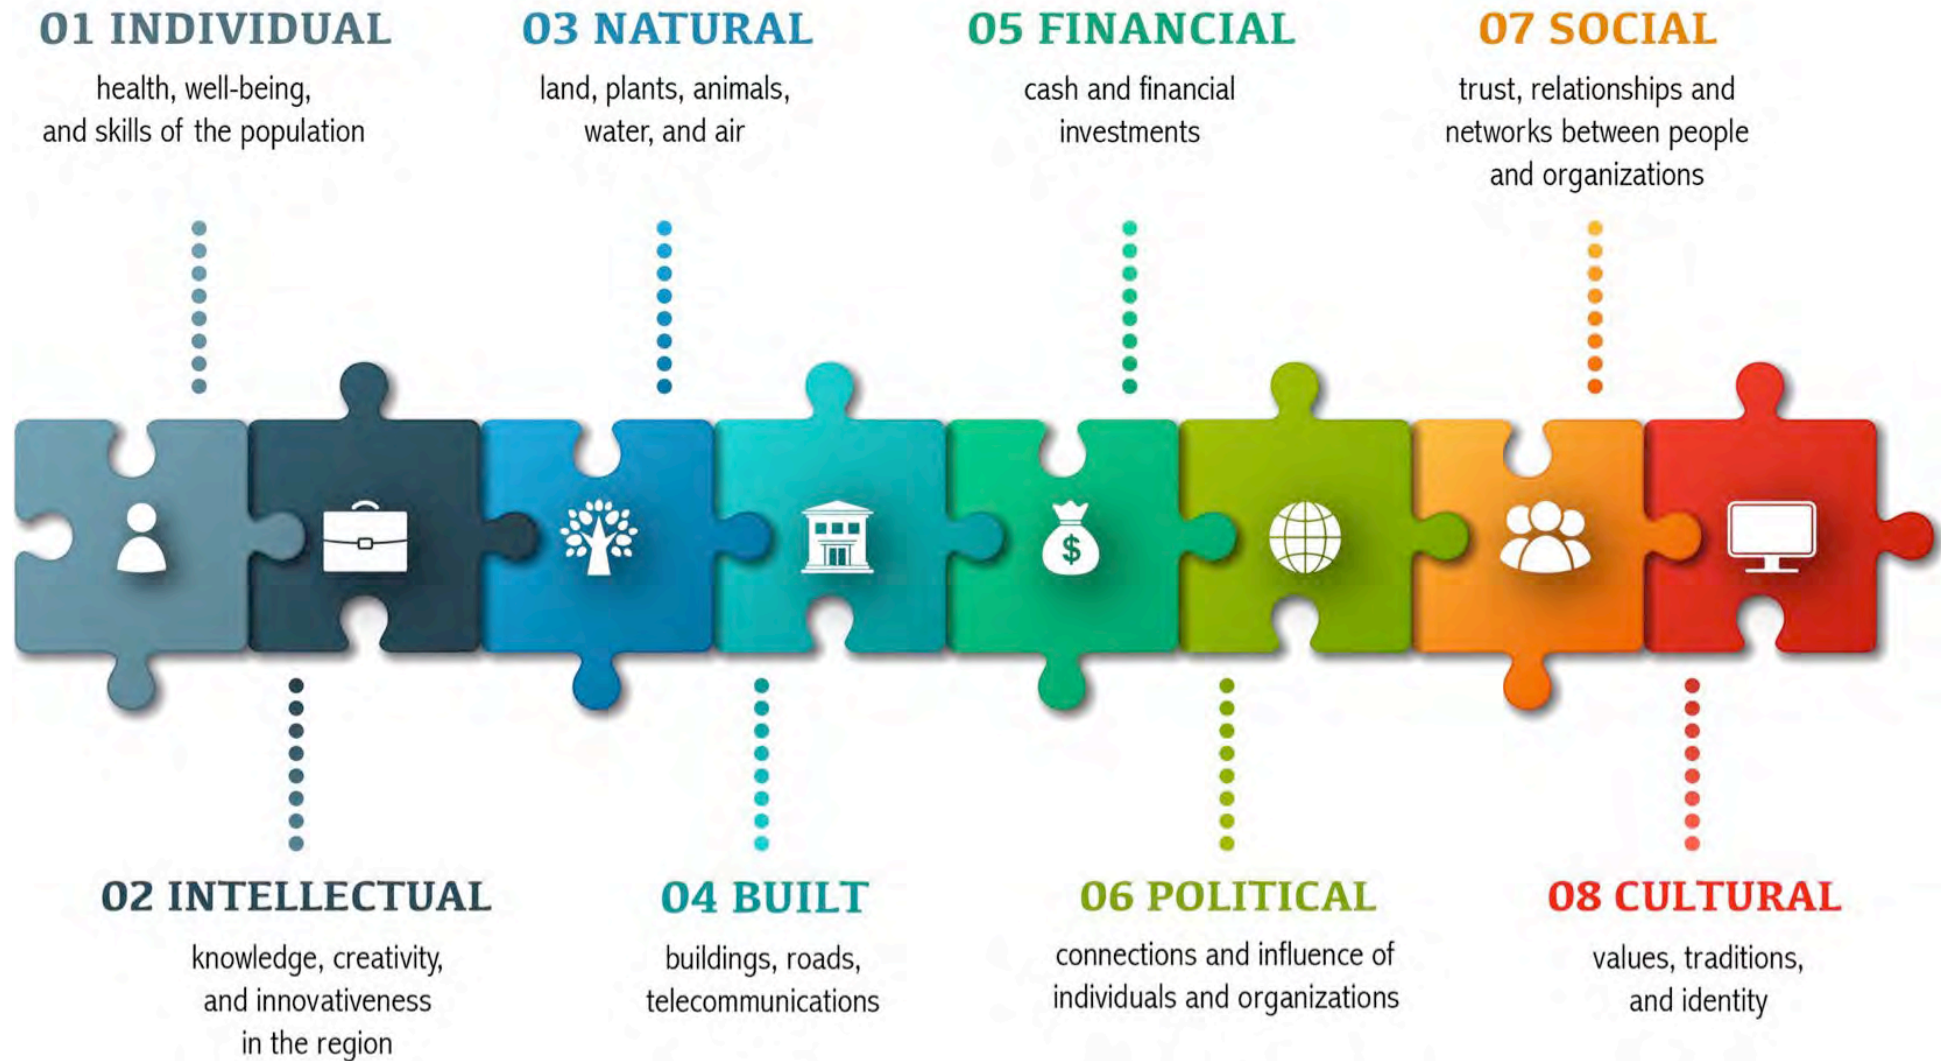 01 INDIVIDUAL
health, well-being,
and skills of the population
03 NATURAL
land, plants, animals,
water, and air
05 FINANCIAL
cash and financial
investments
07 SOCIAL
trust, relationships and
networks between people
and organizations
$
02 INTELLECTUAL
knowledge, creativity,
and innovativeness
in the region
04 BUILT
buildings, roads,
telecommunications
06 POLITICAL
connections and influence of
individuals and organizations
08 CULTURAL
values, traditions,
and identity